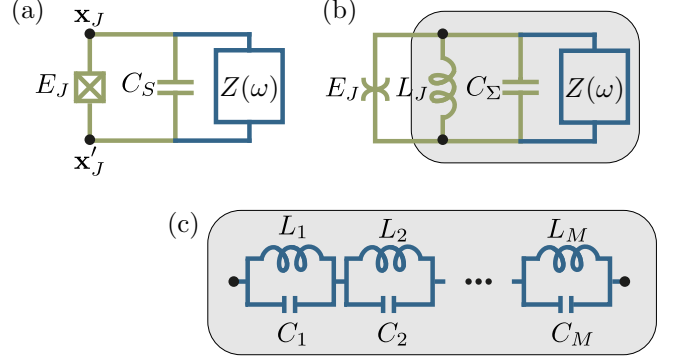 (a)
𝐱_J
E_J
C_S
Z(ω)
𝐱′_J
(b)
E_J
L_J
C_Σ
Z(ω)
(c)
L_1
L_2
L_M
C_1
C_2
C_M